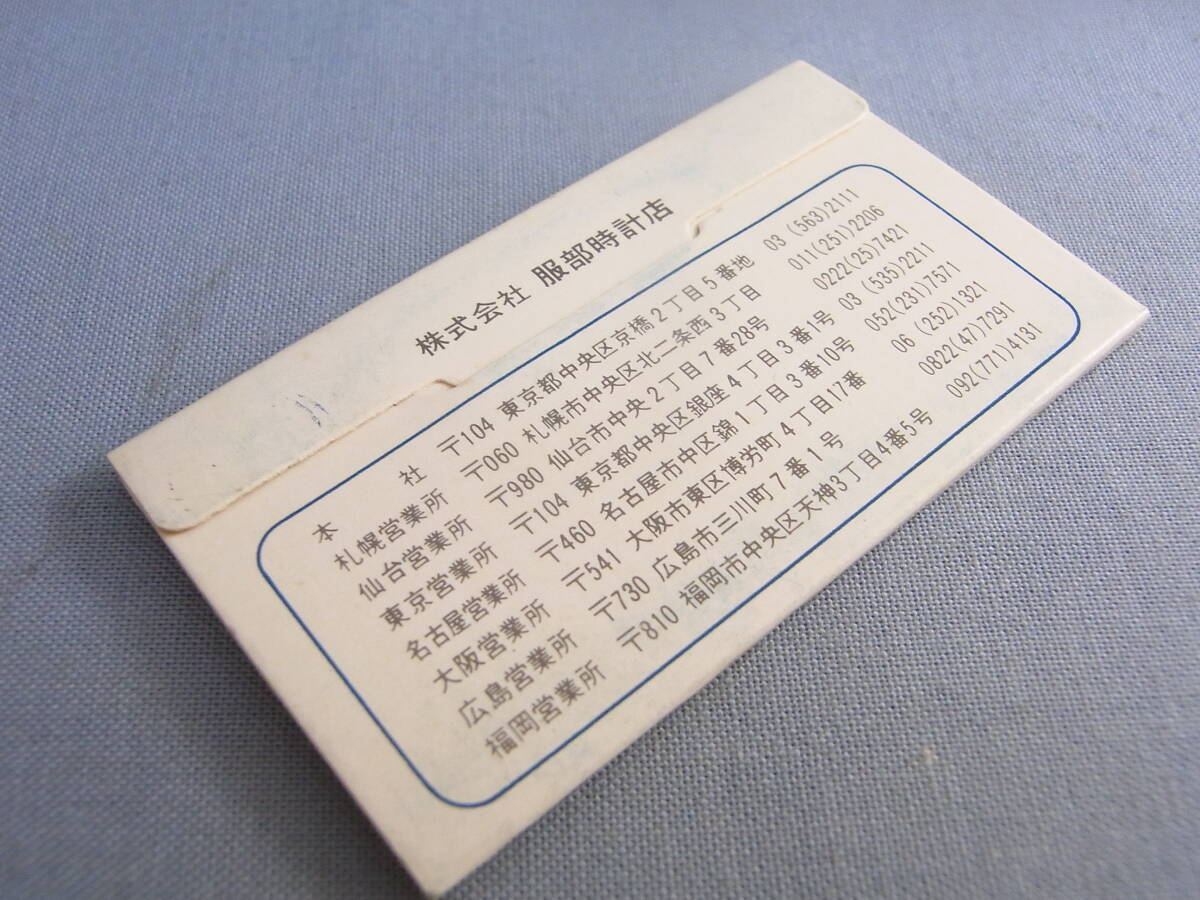 株式会社 服部時計店
本社 〒104 東京都中央区京橋2丁目5番地 03 (563)2111
札幌営業所 〒060 札幌市中央区北二条西3丁目 011(251)2206
仙台営業所 〒980 仙台市中央2丁目7番28号 0222(25)7421
東京営業所 〒104 東京都中央区銀座4丁目3番1号 03 (535)2211
名古屋営業所 〒460 名古屋市中区錦1丁目3番10号 052(231)7571
大阪営業所 〒541 大阪市東区博労町4丁目17番 06 (252)1321
広島営業所 〒730 広島市三川町7番1号 0822(47)7291
福岡営業所 〒810 福岡市中央区天神3丁目4番5号 092(771)4131